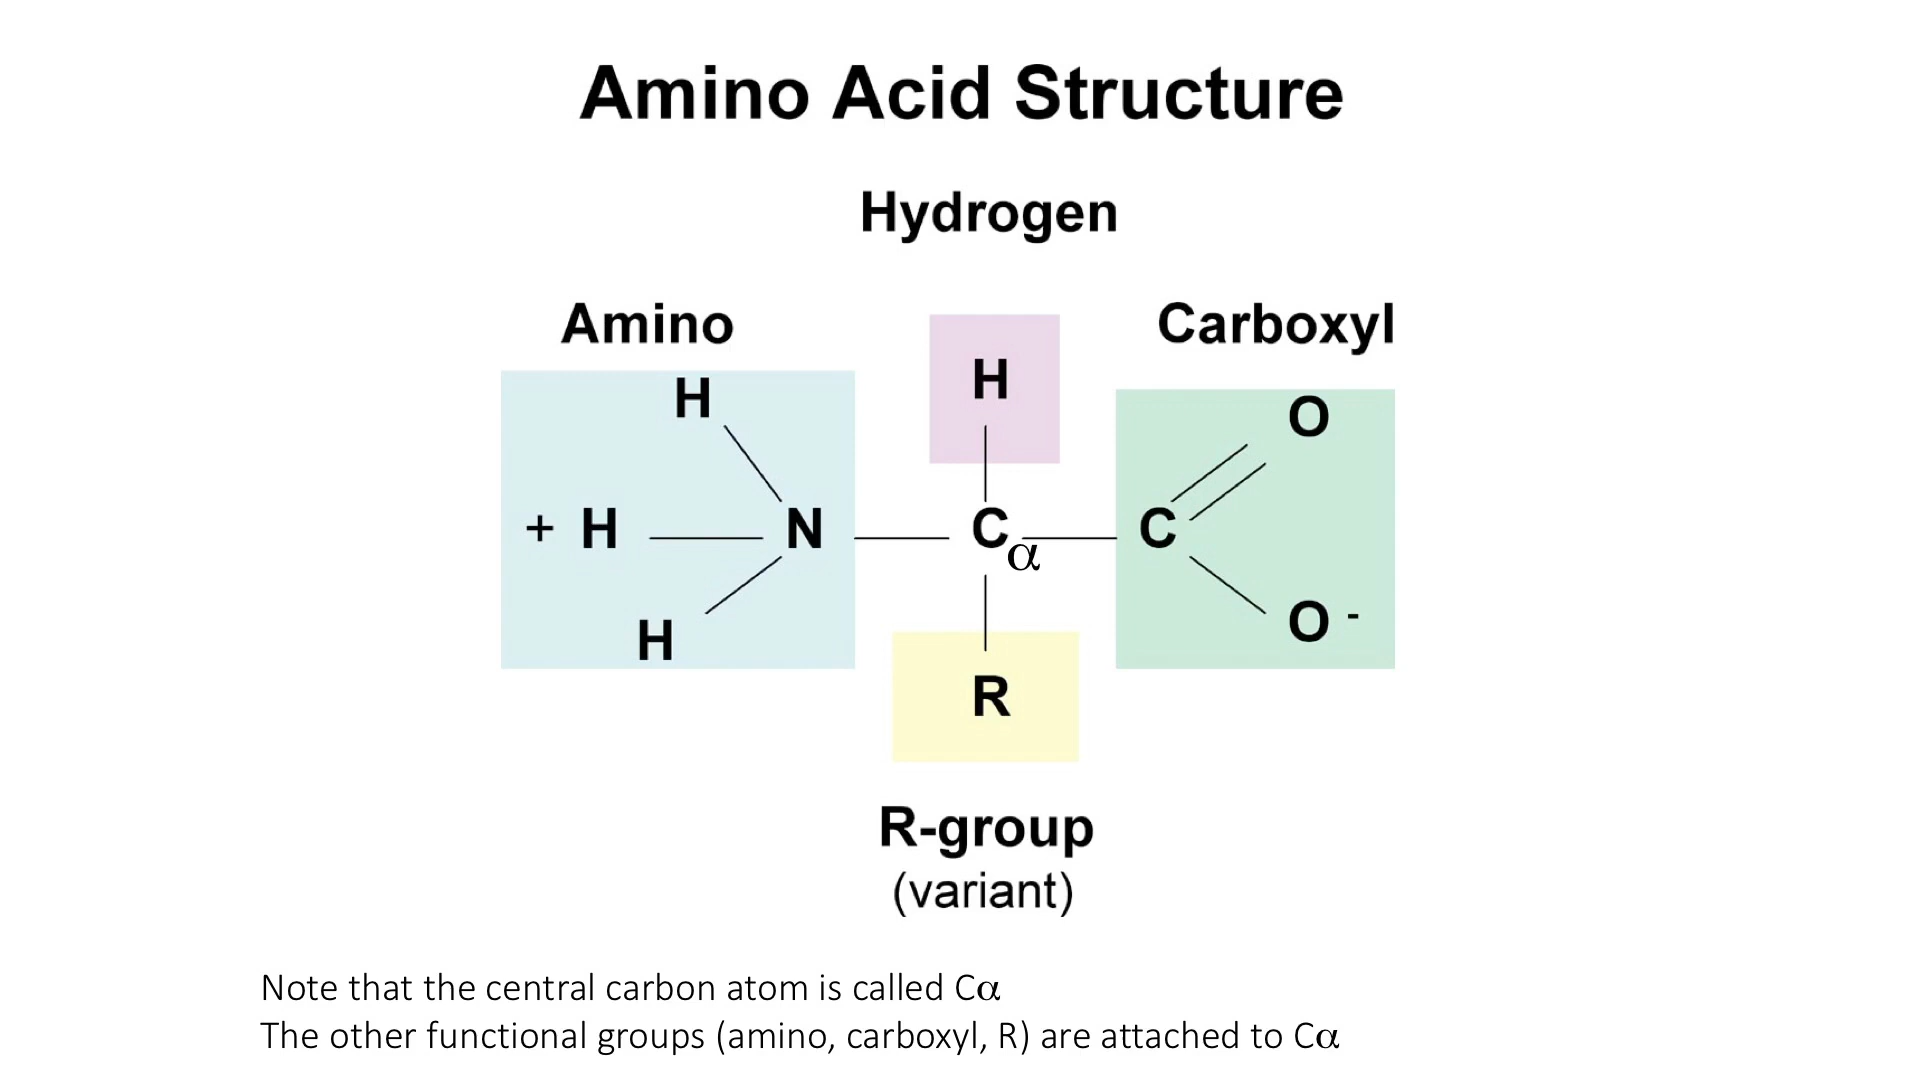 Amino Acid Structure
Hydrogen
Amino
Carboxyl
H
H
O
+ H
N
Cα
C
H
O -
R
R-group
(variant)
Note that the central carbon atom is called Cα
The other functional groups (amino, carboxyl, R) are attached to Cα